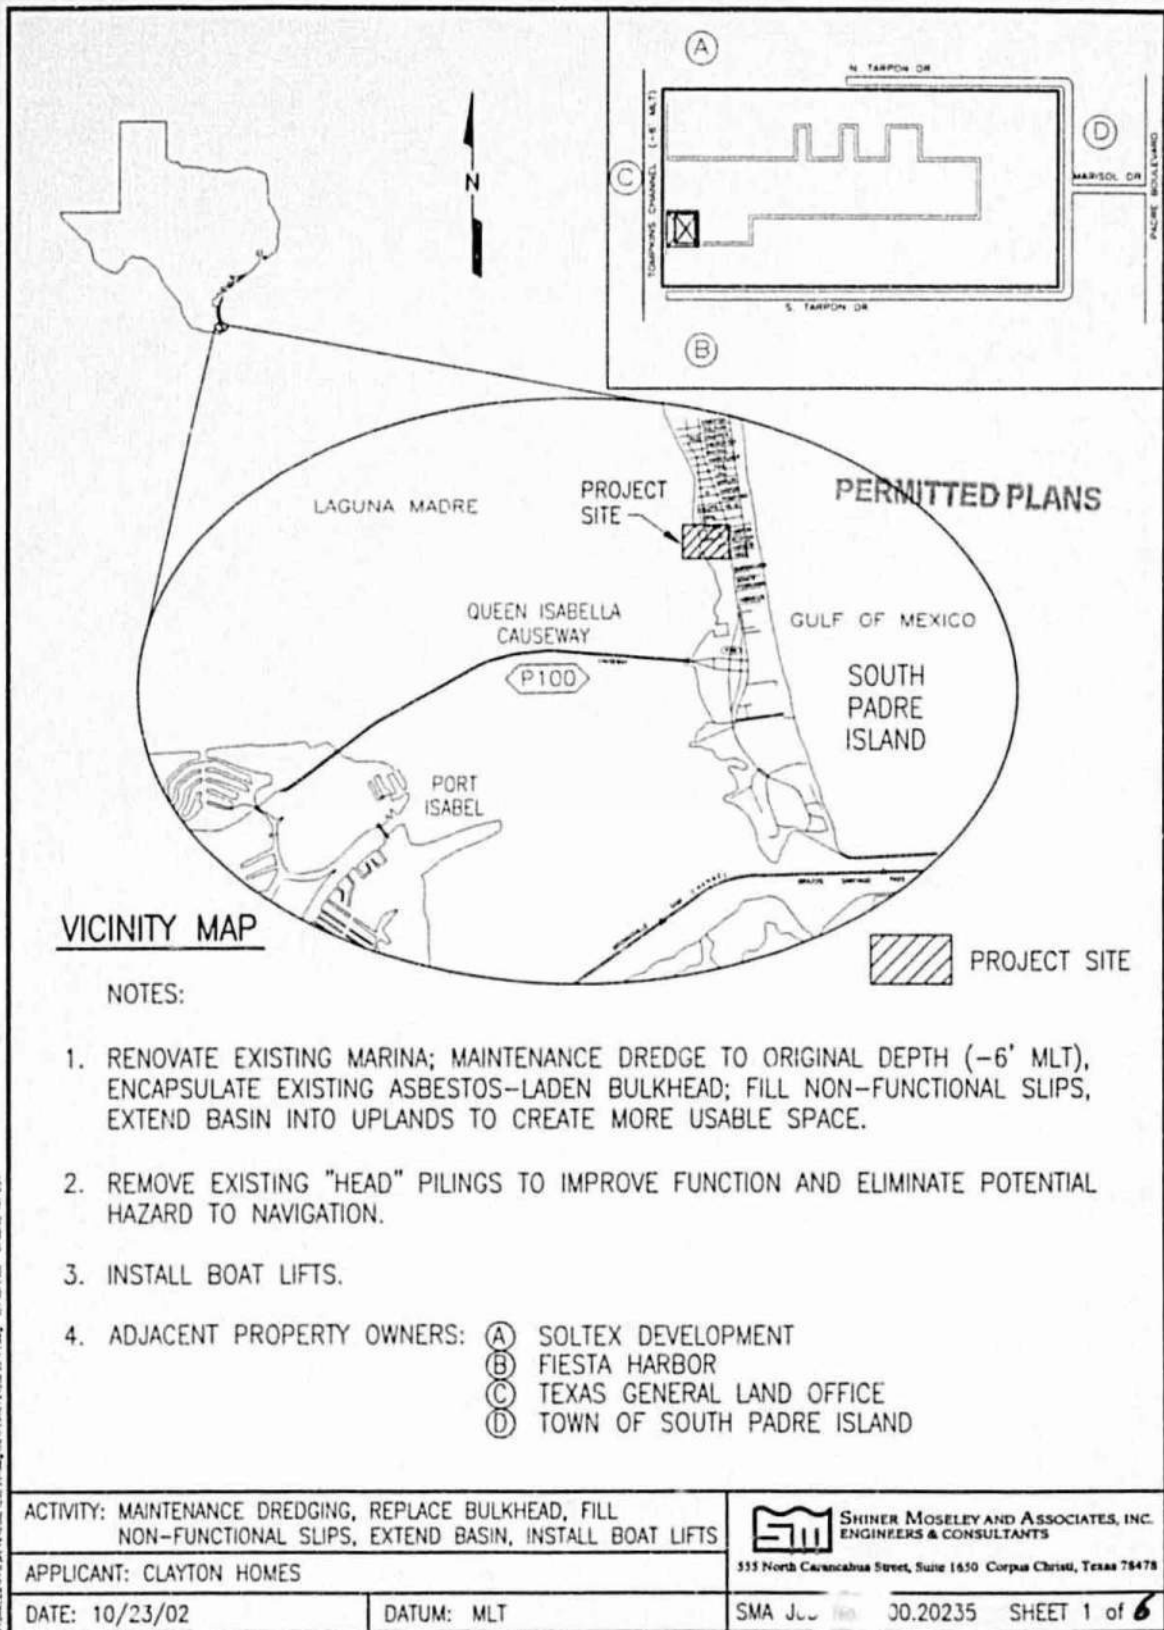 A
N. TARPON DR
TOMPKINS CHANNEL (-6' MLT)
C
D
MARISOL DR
PADRE BOULEVARD
S. TARPON DR
B
N
LAGUNA MADRE
PROJECT
SITE
PERMITTED PLANS
QUEEN ISABELLA
CAUSEWAY
P100
GULF OF MEXICO
SOUTH
PADRE
ISLAND
PORT
ISABEL
VICINITY MAP
PROJECT SITE
NOTES:
1. RENOVATE EXISTING MARINA; MAINTENANCE DREDGE TO ORIGINAL DEPTH (-6' MLT),
ENCAPSULATE EXISTING ASBESTOS-LADEN BULKHEAD; FILL NON-FUNCTIONAL SLIPS,
EXTEND BASIN INTO UPLANDS TO CREATE MORE USABLE SPACE.
2. REMOVE EXISTING "HEAD" PILINGS TO IMPROVE FUNCTION AND ELIMINATE POTENTIAL
HAZARD TO NAVIGATION.
3. INSTALL BOAT LIFTS.
4. ADJACENT PROPERTY OWNERS: A SOLTEX DEVELOPMENT
B FIESTA HARBOR
C TEXAS GENERAL LAND OFFICE
D TOWN OF SOUTH PADRE ISLAND
ACTIVITY: MAINTENANCE DREDGING, REPLACE BULKHEAD, FILL
NON-FUNCTIONAL SLIPS, EXTEND BASIN, INSTALL BOAT LIFTS
SHINER MOSELEY AND ASSOCIATES, INC.
ENGINEERS & CONSULTANTS
555 North Carancahua Street, Suite 1650 Corpus Christi, Texas 78478
APPLICANT: CLAYTON HOMES
DATE: 10/23/02
DATUM: MLT
SMA 00.20235
SHEET 1 of 6